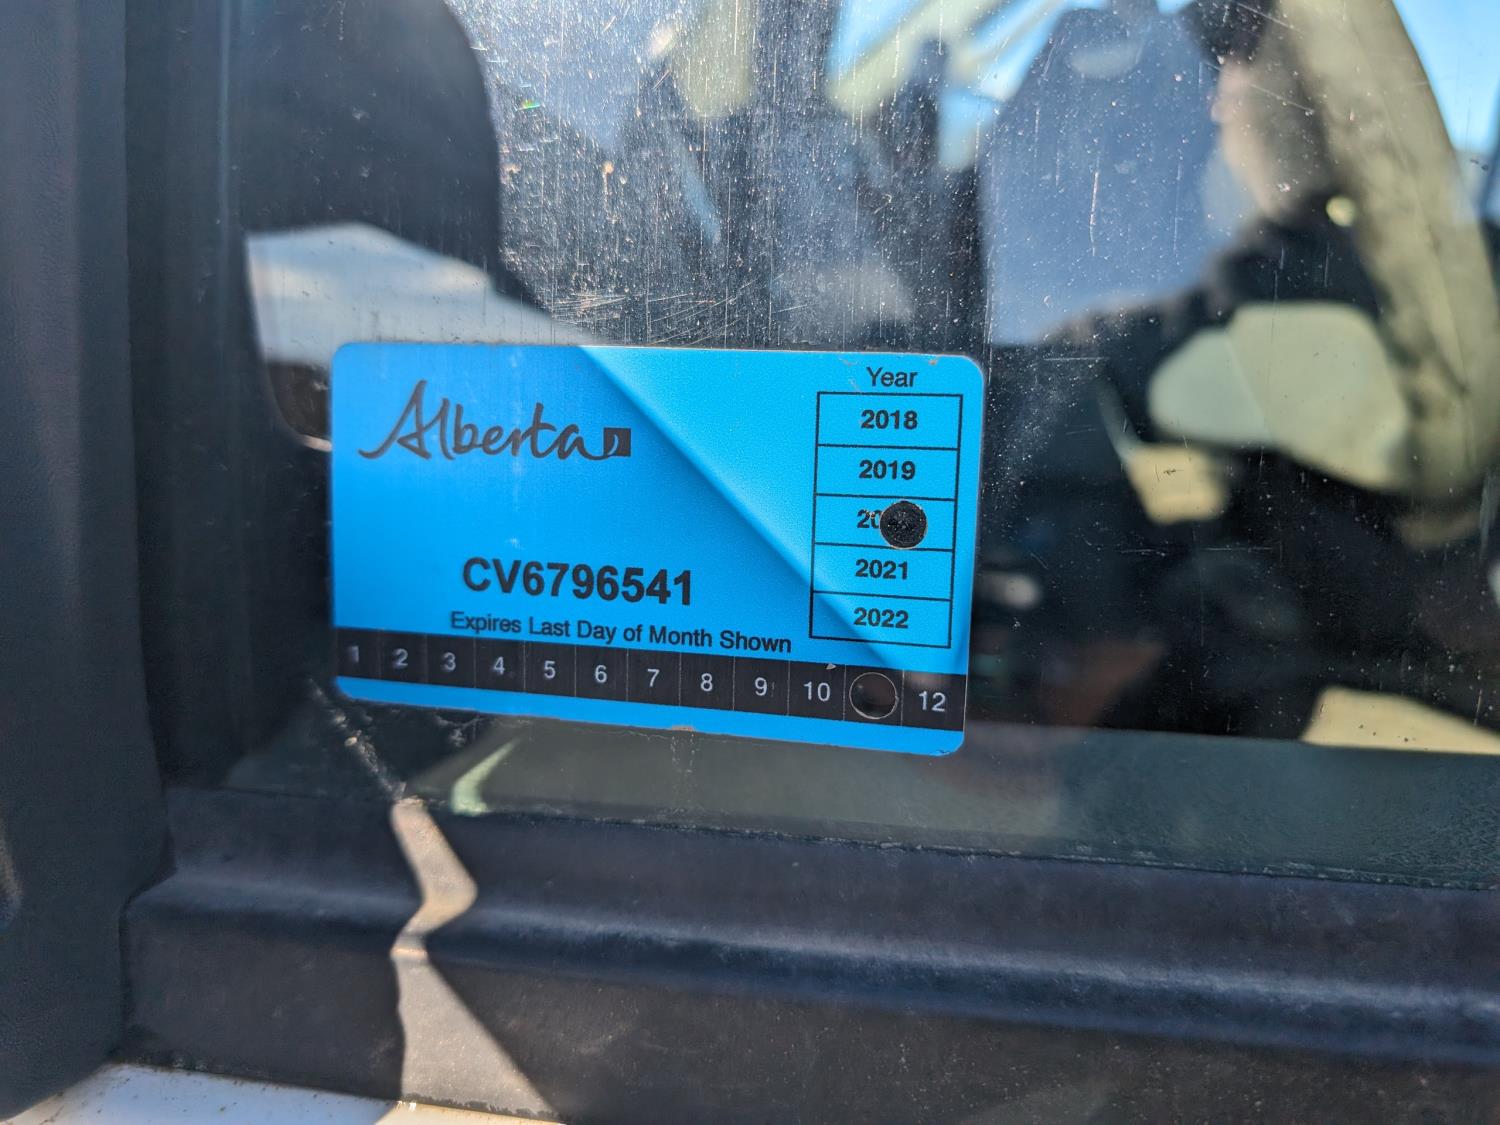 Alberta
Year
2018
2019
20
2021
2022
CV6796541
Expires Last Day of Month Shown
1 2 3 4 5 6 7 8 9 10 12